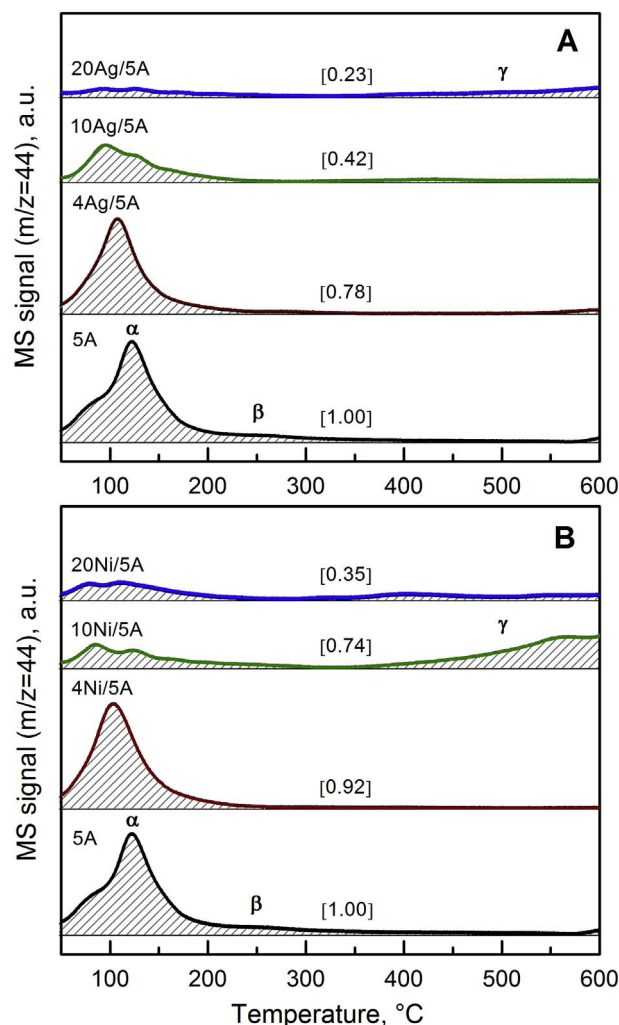 A
20Ag/5A
[0.23]
γ
10Ag/5A
[0.42]
4Ag/5A
[0.78]
5A
α
β
[1.00]
MS signal (m/z=44), a.u.
100 200 300 400 500 600
B
20Ni/5A
[0.35]
10Ni/5A
[0.74]
γ
4Ni/5A
[0.92]
5A
α
β
[1.00]
MS signal (m/z=44), a.u.
100 200 300 400 500 600
Temperature, °C